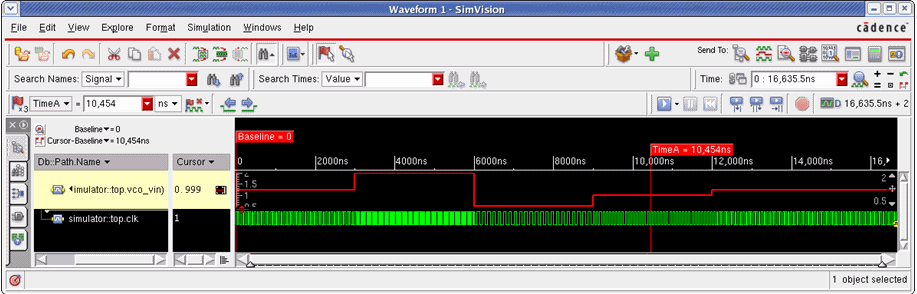 Waveform 1 - SimVision
File Edit View Explore Format Simulation Windows Help
cādence
Send To:
Search Names: Signal Search Times: Value Time: 0 : 16,635.5ns
TimeA = 10,454 ns 16,635.5ns + 2
Baseline = 0
Cursor-Baseline = 10,454ns
Baseline = 0
TimeA = 10,454ns
Db::Path.Name Cursor
0 2000ns 4000ns 6000ns 8000ns 10,000ns 12,000ns 14,000ns 16,
imulator::top.vco_vin) 0.999
2
1.5
1
0.5
2
0.5
simulator::top.clk 1
1 object selected